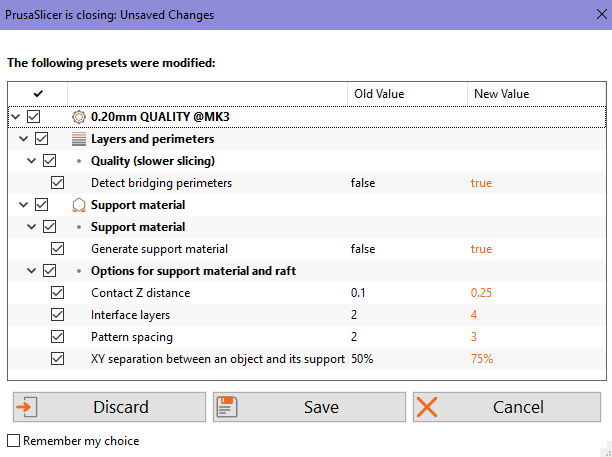 PrusaSlicer is closing: Unsaved Changes
The following presets were modified:
Old Value New Value
0.20mm QUALITY @MK3
Layers and perimeters
Quality (slower slicing)
Detect bridging perimeters false true
Support material
Support material
Generate support material false true
Options for support material and raft
Contact Z distance 0.1 0.25
Interface layers 2 4
Pattern spacing 2 3
XY separation between an object and its support 50% 75%
Discard Save Cancel
Remember my choice